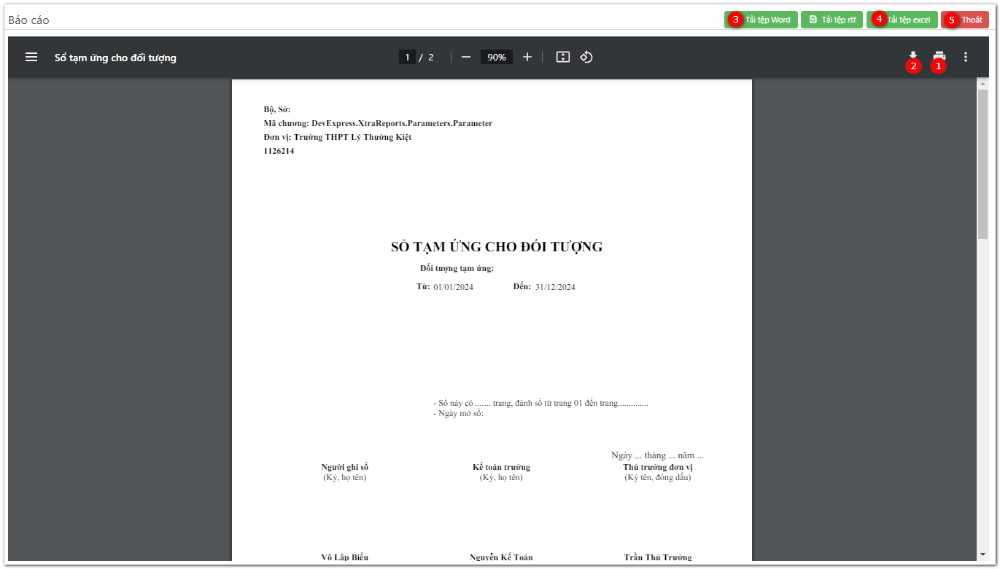 Báo cáo
3 Tải tệp Word
Tải tệp rtf
4 Tải tệp excel
5 Thoát
Sổ tạm ứng cho đối tượng
1 / 2
90%
2
1
Bộ, Sở:
Mã chương: DevExpress.XtraReports.Parameters.Parameter
Đơn vị: Trường THPT Lý Thường Kiệt
1126214
SỔ TẠM ỨNG CHO ĐỐI TƯỢNG
Đối tượng tạm ứng:
Từ: 01/01/2024 Đến: 31/12/2024
- Sổ này có ....... trang, đánh số từ trang 01 đến trang..............
- Ngày mở sổ:
Ngày ... tháng ... năm ...
Người ghi sổ Kế toán trưởng Thủ trưởng đơn vị
(Ký, họ tên) (Ký, họ tên) (Ký tên, đóng dấu)
Võ Lập Biểu Nguyễn Kế Toán Trần Thủ Trưởng